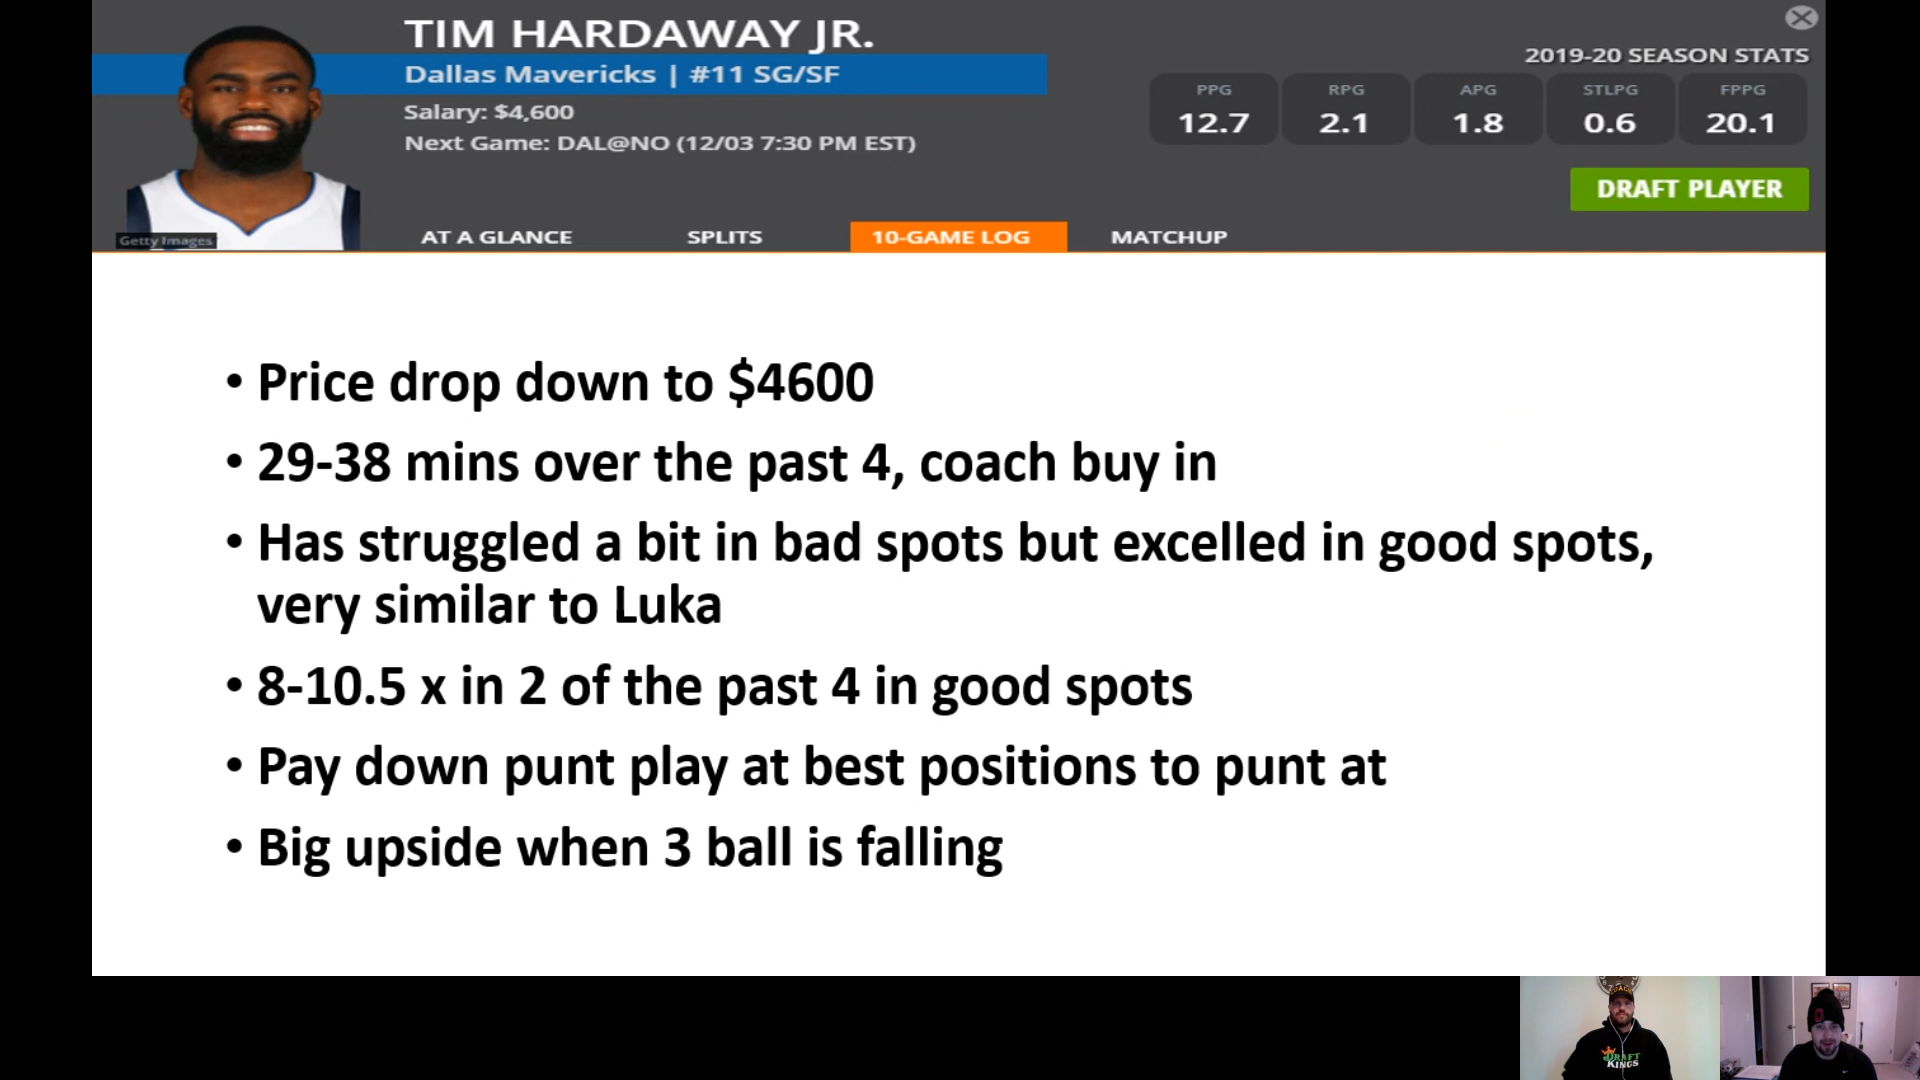 TIM HARDAWAY JR.
Dallas Mavericks | #11 SG/SF
Salary: $4,600
Next Game: DAL@NO (12/03 7:30 PM EST)
2019-20 SEASON STATS
PPG RPG APG STLPG FPPG
12.7 2.1 1.8 0.6 20.1
DRAFT PLAYER
Getty Images
AT A GLANCE SPLITS 10-GAME LOG MATCHUP
• Price drop down to $4600
• 29-38 mins over the past 4, coach buy in
• Has struggled a bit in bad spots but excelled in good spots,
very similar to Luka
• 8-10.5 x in 2 of the past 4 in good spots
• Pay down punt play at best positions to punt at
• Big upside when 3 ball is falling
DRAFT
KINGS